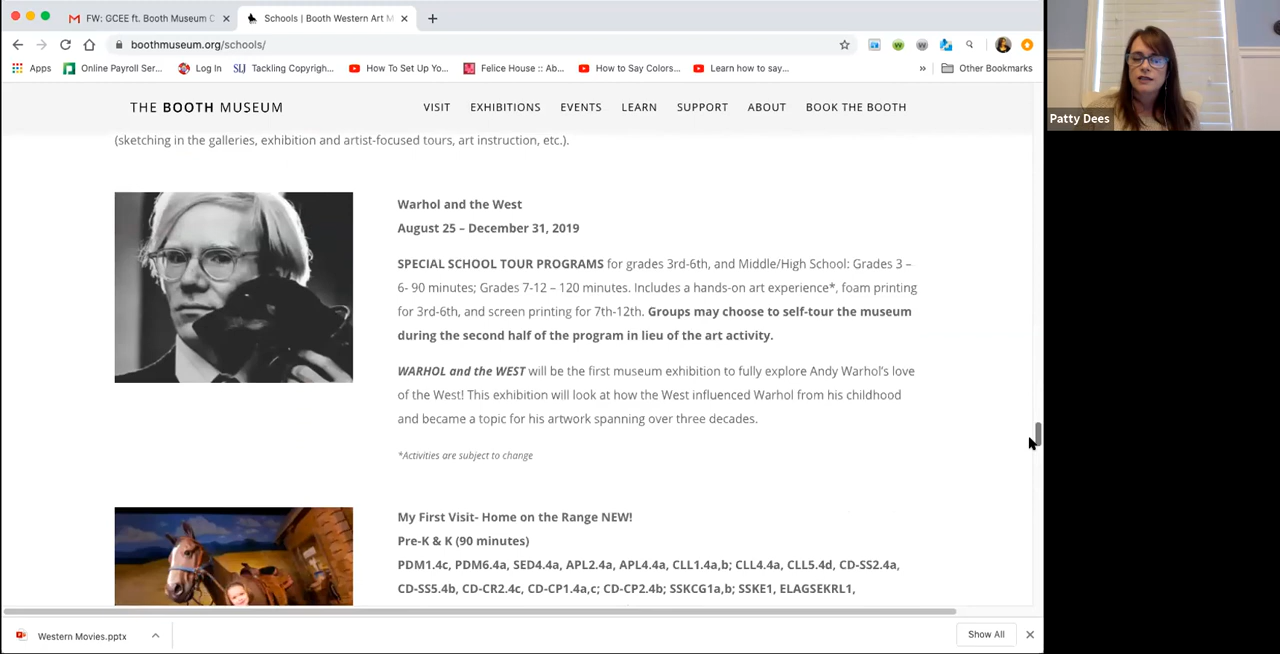 FW: GCEE ft. Booth Museum C
Schools | Booth Western Art M
boothmuseum.org/schools/
Apps Online Payroll Ser... Log In Tackling Copyrigh... How To Set Up Yo Felice House :: Ab... How to Say Colors... Learn how to say... » Other Bookmarks
THE BOOTH MUSEUM VISIT EXHIBITIONS EVENTS LEARN SUPPORT ABOUT BOOK THE BOOTH
(sketching in the galleries, exhibition and artist-focused tours, art instruction, etc.).
Warhol and the West
August 25 – December 31, 2019
SPECIAL SCHOOL TOUR PROGRAMS for grades 3rd-6th, and Middle/High School: Grades 3 –
6- 90 minutes; Grades 7-12 – 120 minutes. Includes a hands-on art experience*, foam printing
for 3rd-6th, and screen printing for 7th-12th. Groups may choose to self-tour the museum
during the second half of the program in lieu of the art activity.
WARHOL and the WEST will be the first museum exhibition to fully explore Andy Warhol's love
of the West! This exhibition will look at how the West influenced Warhol from his childhood
and became a topic for his artwork spanning over three decades.
*Activities are subject to change
My First Visit- Home on the Range NEW!
Pre-K & K (90 minutes)
PDM1.4c, PDM6.4a, SED4.4a, APL2.4a, APL4.4a, CLL1.4a,b; CLL4.4a, CLL5.4d, CD-SS2.4a,
CD-SS5.4b, CD-CR2.4c, CD-CP1.4a,c; CD-CP2.4b; SSKCG1a,b; SSKE1, ELAGSEKRL1,
Western Movies.pptx
Show All
Patty Dees